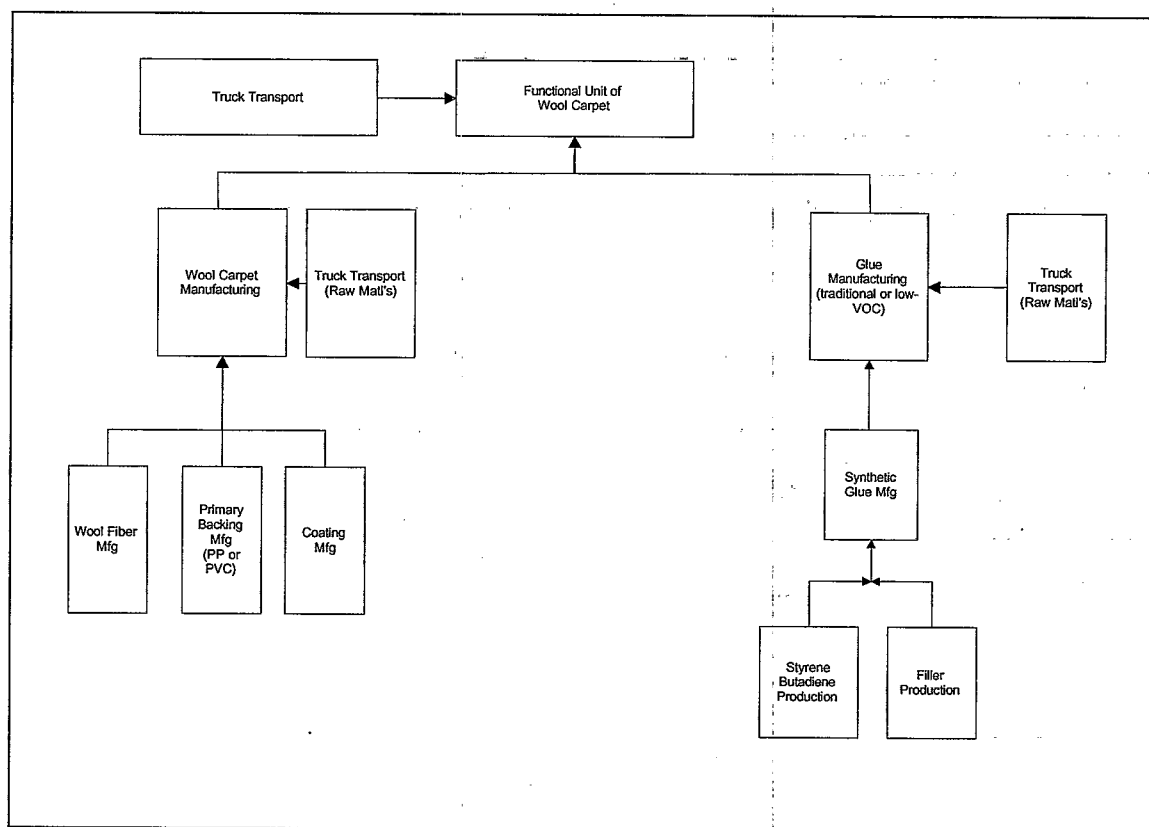 Truck Transport
Functional Unit of
Wool Carpet
Wool Carpet
Manufacturing
Truck Transport
(Raw Matl's)
Glue
Manufacturing
(traditional or low-
VOC)
Truck
Transport
(Raw Matl's)
Wool Fiber
Mfg
Primary
Backing
Mfg
(PP or
PVC)
Coating
Mfg
Synthetic
Glue Mfg
Styrene
Butadiene
Production
Filler
Production